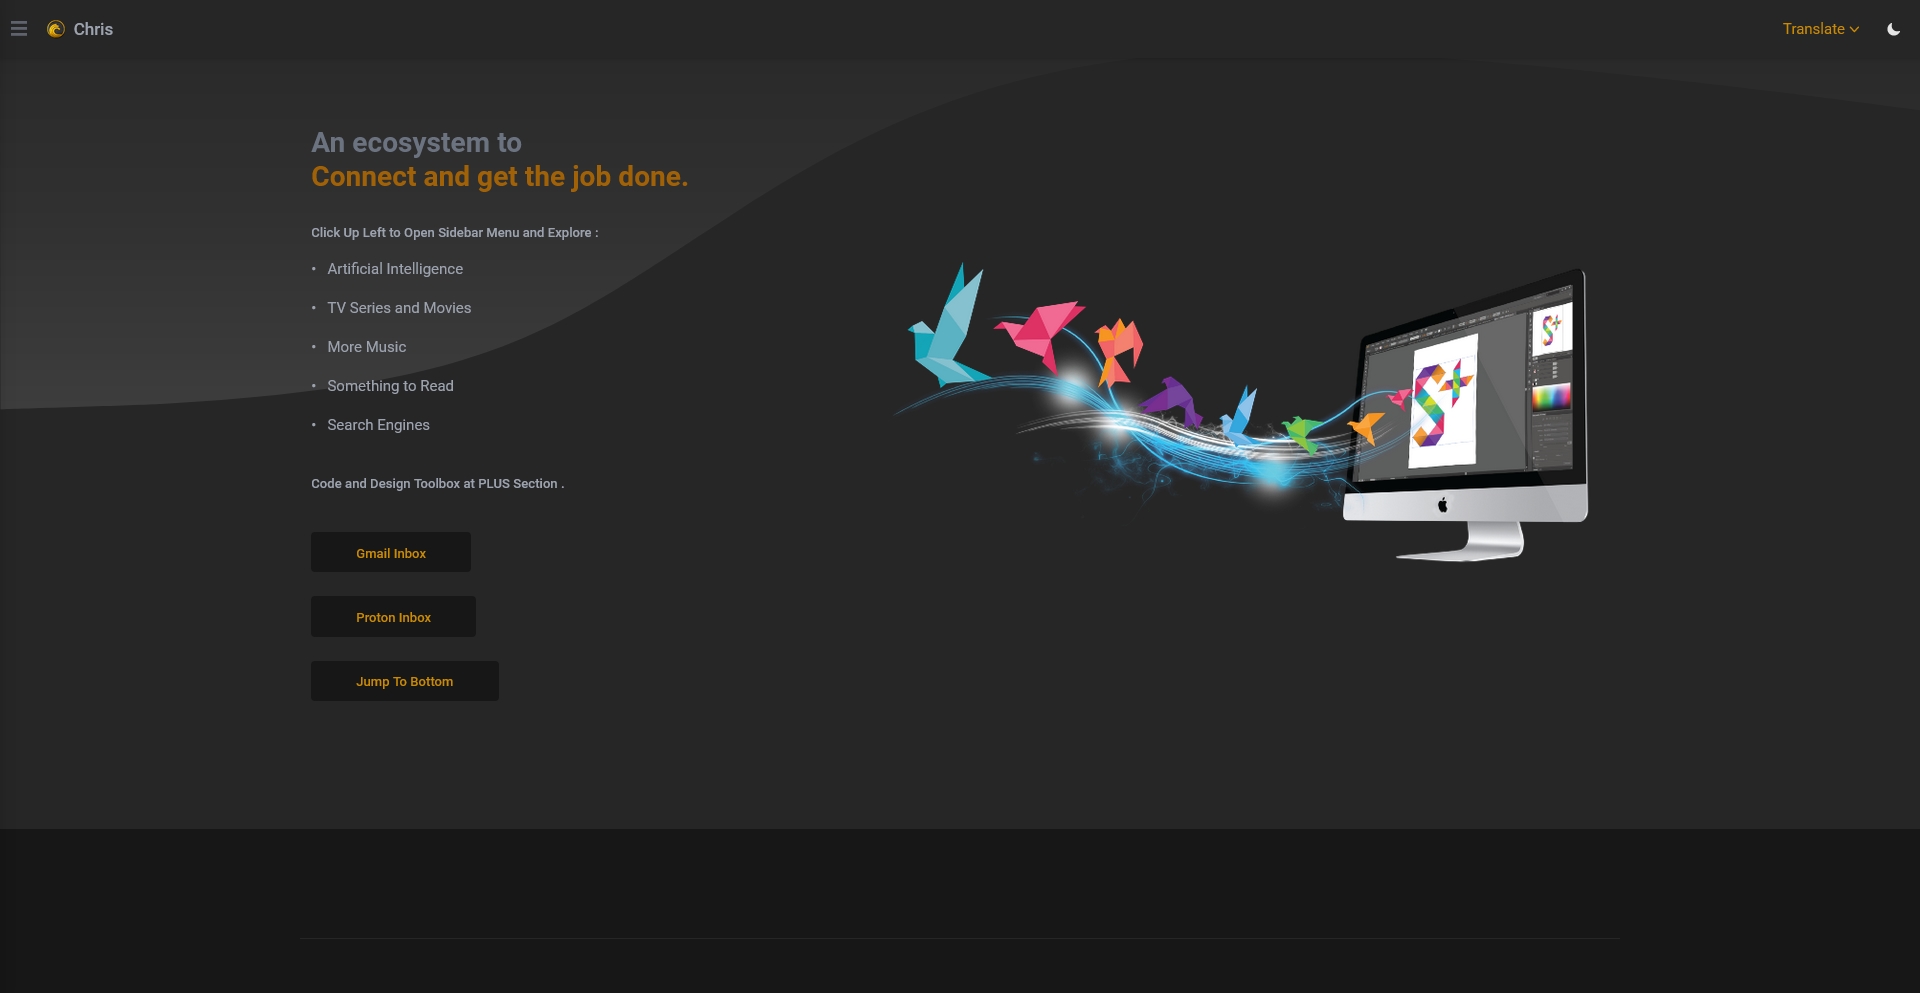 Chris
Translate
An ecosystem to
Connect and get the job done.
Click Up Left to Open Sidebar Menu and Explore :
• Artificial Intelligence
• TV Series and Movies
• More Music
• Something to Read
• Search Engines
Code and Design Toolbox at PLUS Section .
Gmail Inbox
Proton Inbox
Jump To Bottom
S+
S+